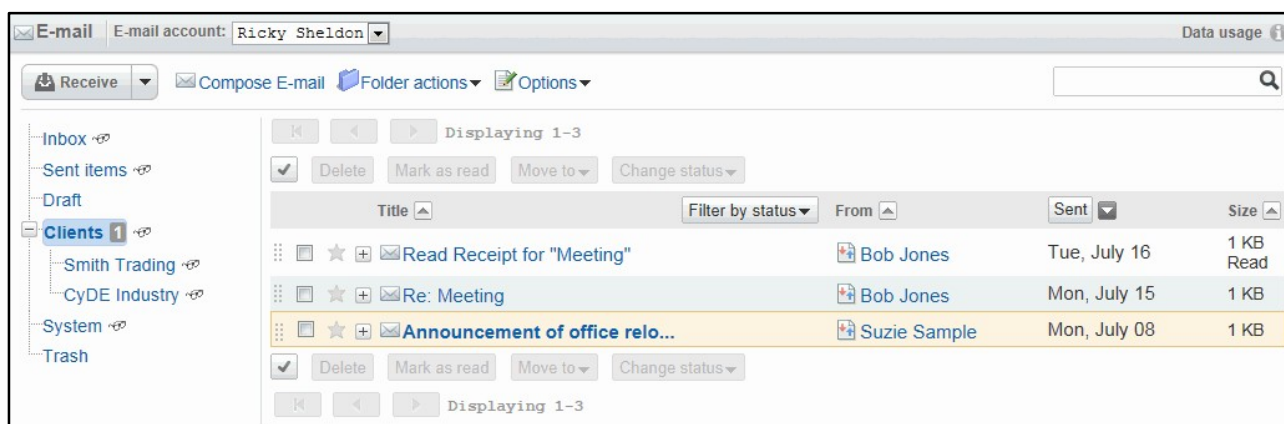 E-mail E-mail account: Ricky Sheldon Data usage
Receive Compose E-mail Folder actions Options
Inbox
Sent items
Draft
Clients 1
Smith Trading
CyDE Industry
System
Trash
Displaying 1-3
Delete Mark as read Move to Change status
Title Filter by status From Sent Size
Read Receipt for "Meeting" Bob Jones Tue, July 16 1 KB
Read
Re: Meeting Bob Jones Mon, July 15 1 KB
Announcement of office relo... Suzie Sample Mon, July 08 1 KB
Delete Mark as read Move to Change status
Displaying 1-3